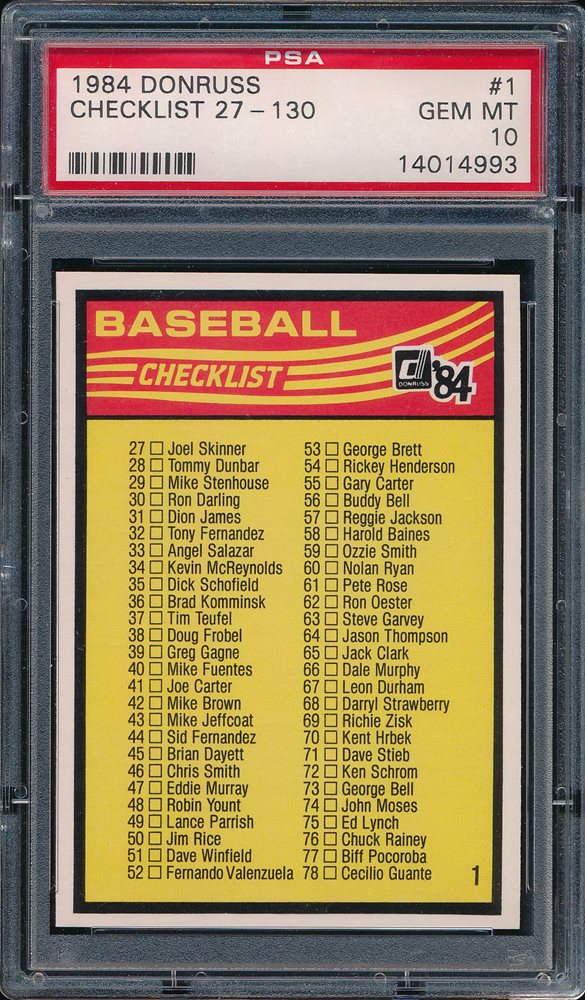 PSA
1984 DONRUSS #1
CHECKLIST 27 – 130 GEM MT
10
14014993
BASEBALL
CHECKLIST
d
DONRUSS
'84
27 Joel Skinner
28 Tommy Dunbar
29 Mike Stenhouse
30 Ron Darling
31 Dion James
32 Tony Fernandez
33 Angel Salazar
34 Kevin McReynolds
35 Dick Schofield
36 Brad Komminsk
37 Tim Teufel
38 Doug Frobel
39 Greg Gagne
40 Mike Fuentes
41 Joe Carter
42 Mike Brown
43 Mike Jeffcoat
44 Sid Fernandez
45 Brian Dayett
46 Chris Smith
47 Eddie Murray
48 Robin Yount
49 Lance Parrish
50 Jim Rice
51 Dave Winfield
52 Fernando Valenzuela
53 George Brett
54 Rickey Henderson
55 Gary Carter
56 Buddy Bell
57 Reggie Jackson
58 Harold Baines
59 Ozzie Smith
60 Nolan Ryan
61 Pete Rose
62 Ron Oester
63 Steve Garvey
64 Jason Thompson
65 Jack Clark
66 Dale Murphy
67 Leon Durham
68 Darryl Strawberry
69 Richie Zisk
70 Kent Hrbek
71 Dave Stieb
72 Ken Schrom
73 George Bell
74 John Moses
75 Ed Lynch
76 Chuck Rainey
77 Biff Pocoroba
78 Cecilio Guante
1